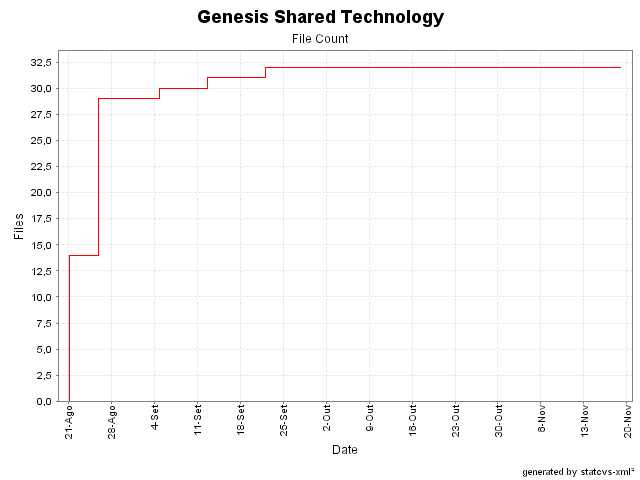 Genesis Shared Technology
File Count
32,5
30,0
27,5
25,0
22,5
20,0
17,5
15,0
12,5
10,0
7,5
5,0
2,5
0,0
Files
21-Ago
28-Ago
4-Set
11-Set
18-Set
25-Set
2-Out
9-Out
16-Out
23-Out
30-Out
6-Nov
13-Nov
20-Nov
Date
generated by statcvs-xml²